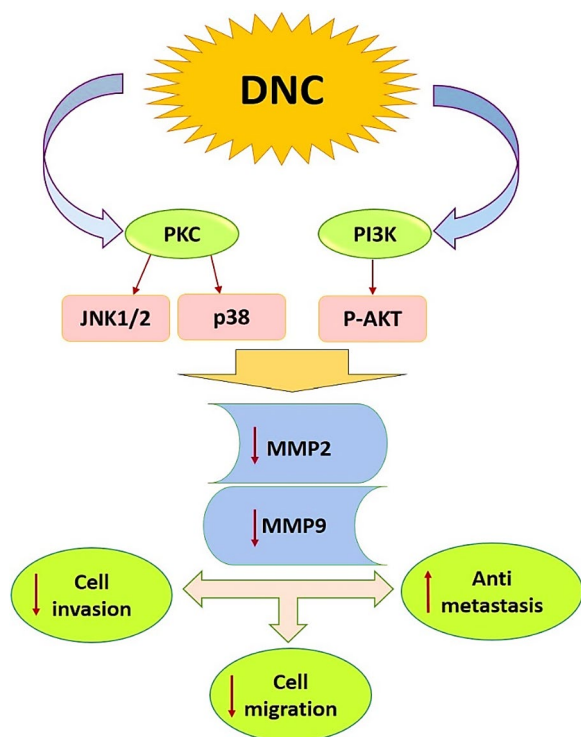 DNC
PKC
PI3K
JNK1/2
p38
P-AKT
MMP2
MMP9
Cell
invasion
Anti
metastasis
Cell
migration